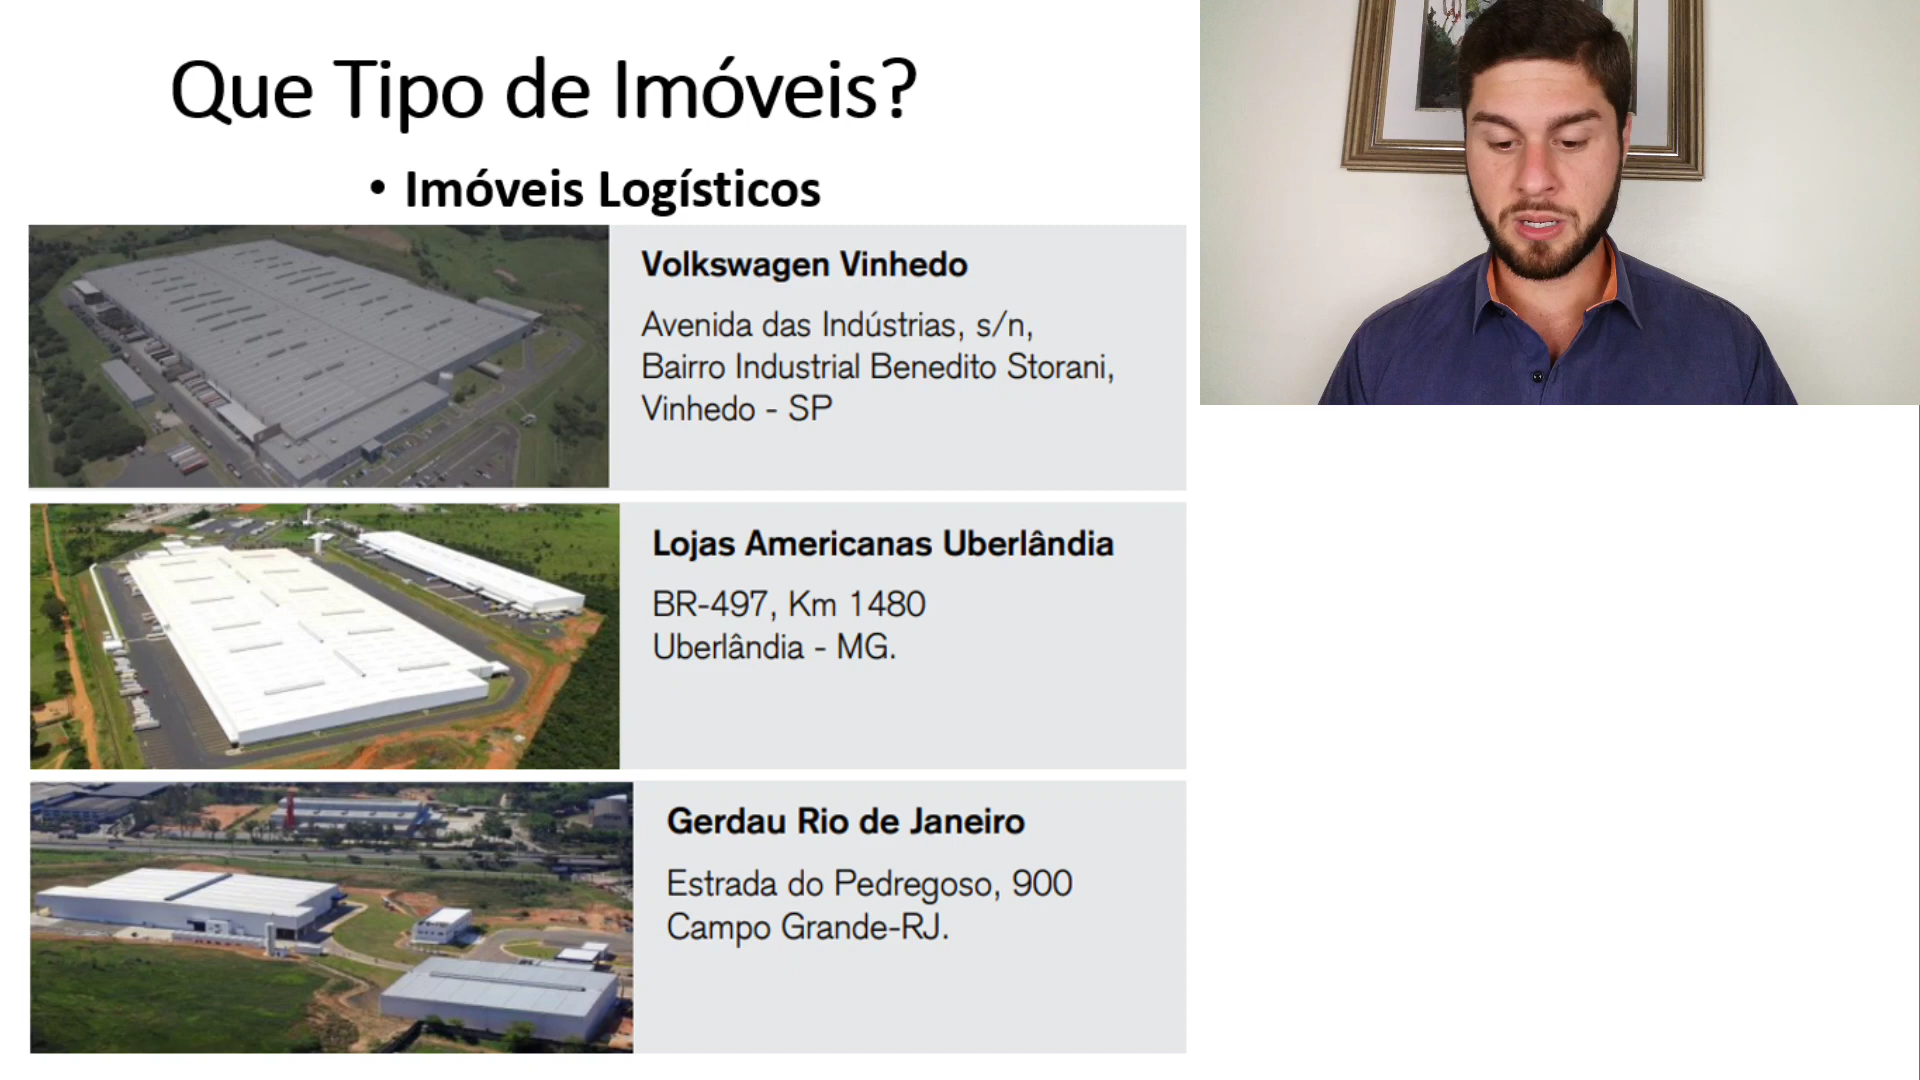 Que Tipo de Imóveis?
• Imóveis Logísticos
Volkswagen Vinhedo
Avenida das Indústrias, s/n,
Bairro Industrial Benedito Storani,
Vinhedo - SP
Lojas Americanas Uberlândia
BR-497, Km 1480
Uberlândia - MG.
Gerdau Rio de Janeiro
Estrada do Pedregoso, 900
Campo Grande-RJ.